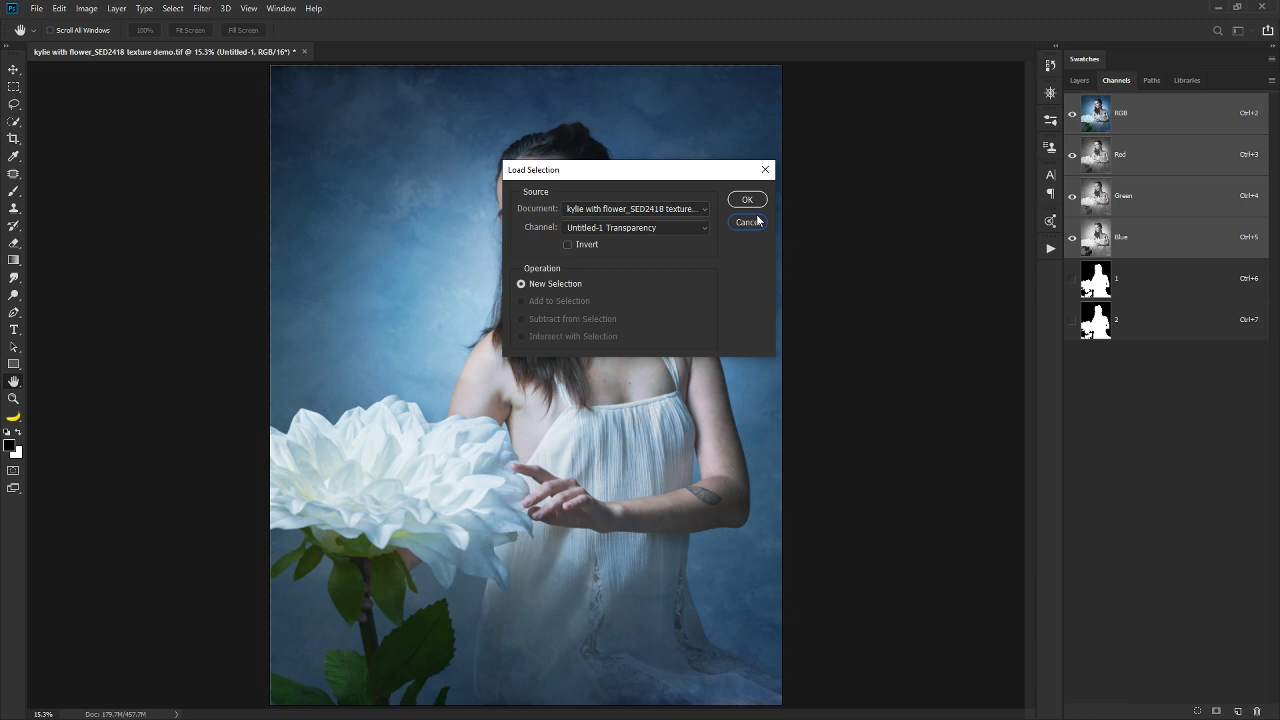 Ps File Edit Image Layer Type Select Filter 3D View Window Help
Scroll All Windows 100% Fit Screen Fill Screen
kylie with flower_SED2418 texture demo.tif @ 15.3% (Untitled-1, RGB/16*) * ×
Swatches
Layers Channels Paths Libraries
RGB Ctrl+2
Red Ctrl+3
Green Ctrl+4
Blue Ctrl+5
1 Ctrl+6
2 Ctrl+7
Load Selection
Source
Document: kylie with flower_SED2418 texture...
Channel: Untitled-1 Transparency
Invert
OK
Cancel
Operation
New Selection
Add to Selection
Subtract from Selection
Intersect with Selection
15.3% Doc: 179.7M/457.7M